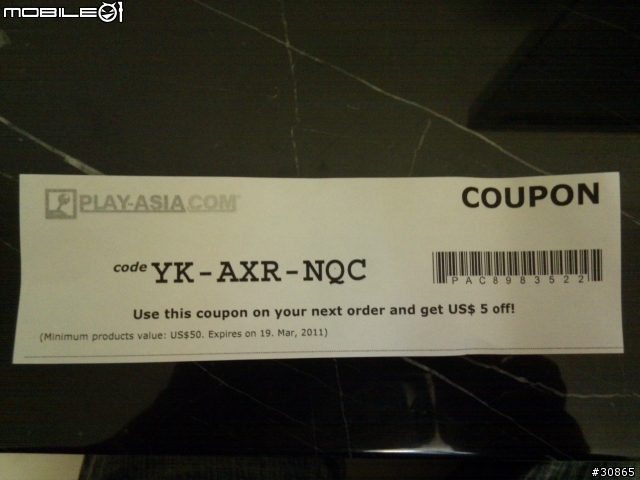 MOBILE01
PLAY-ASIA.COM
COUPON
code YK-AXR-NQC
PAC8983522
Use this coupon on your next order and get US$ 5 off!
(Minimum products value: US$50. Expires on 19. Mar, 2011)
#30865